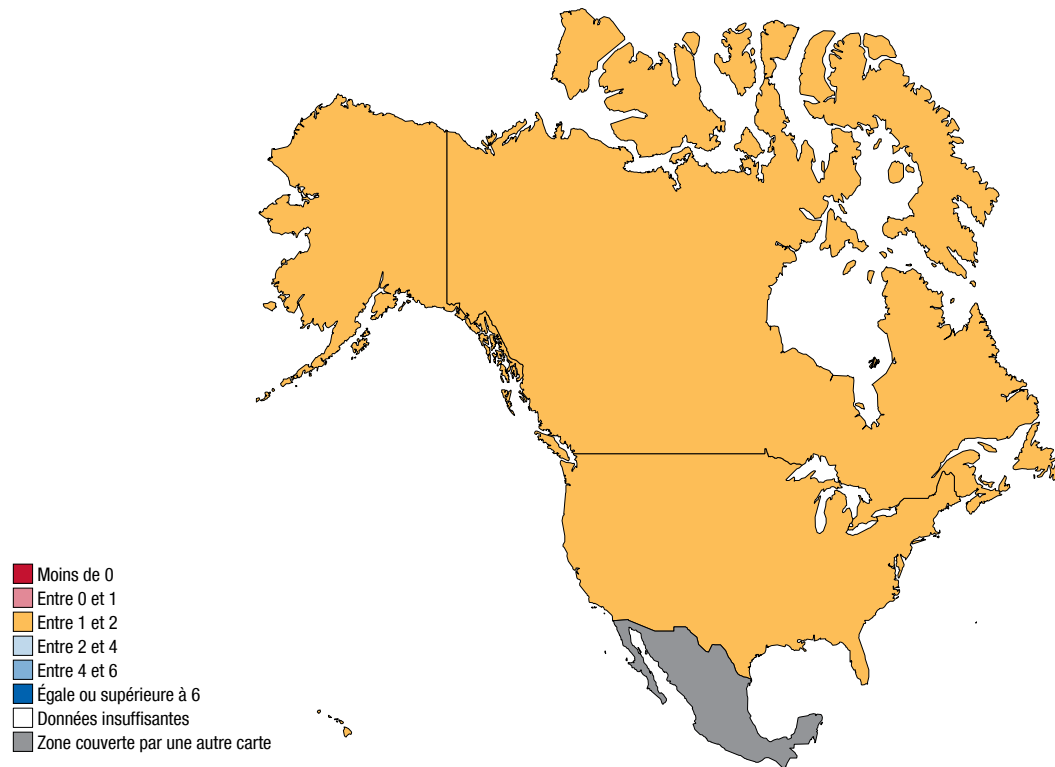 Moins de 0
Entre 0 et 1
Entre 1 et 2
Entre 2 et 4
Entre 4 et 6
Égale ou supérieure à 6
Données insuffisantes
Zone couverte par une autre carte